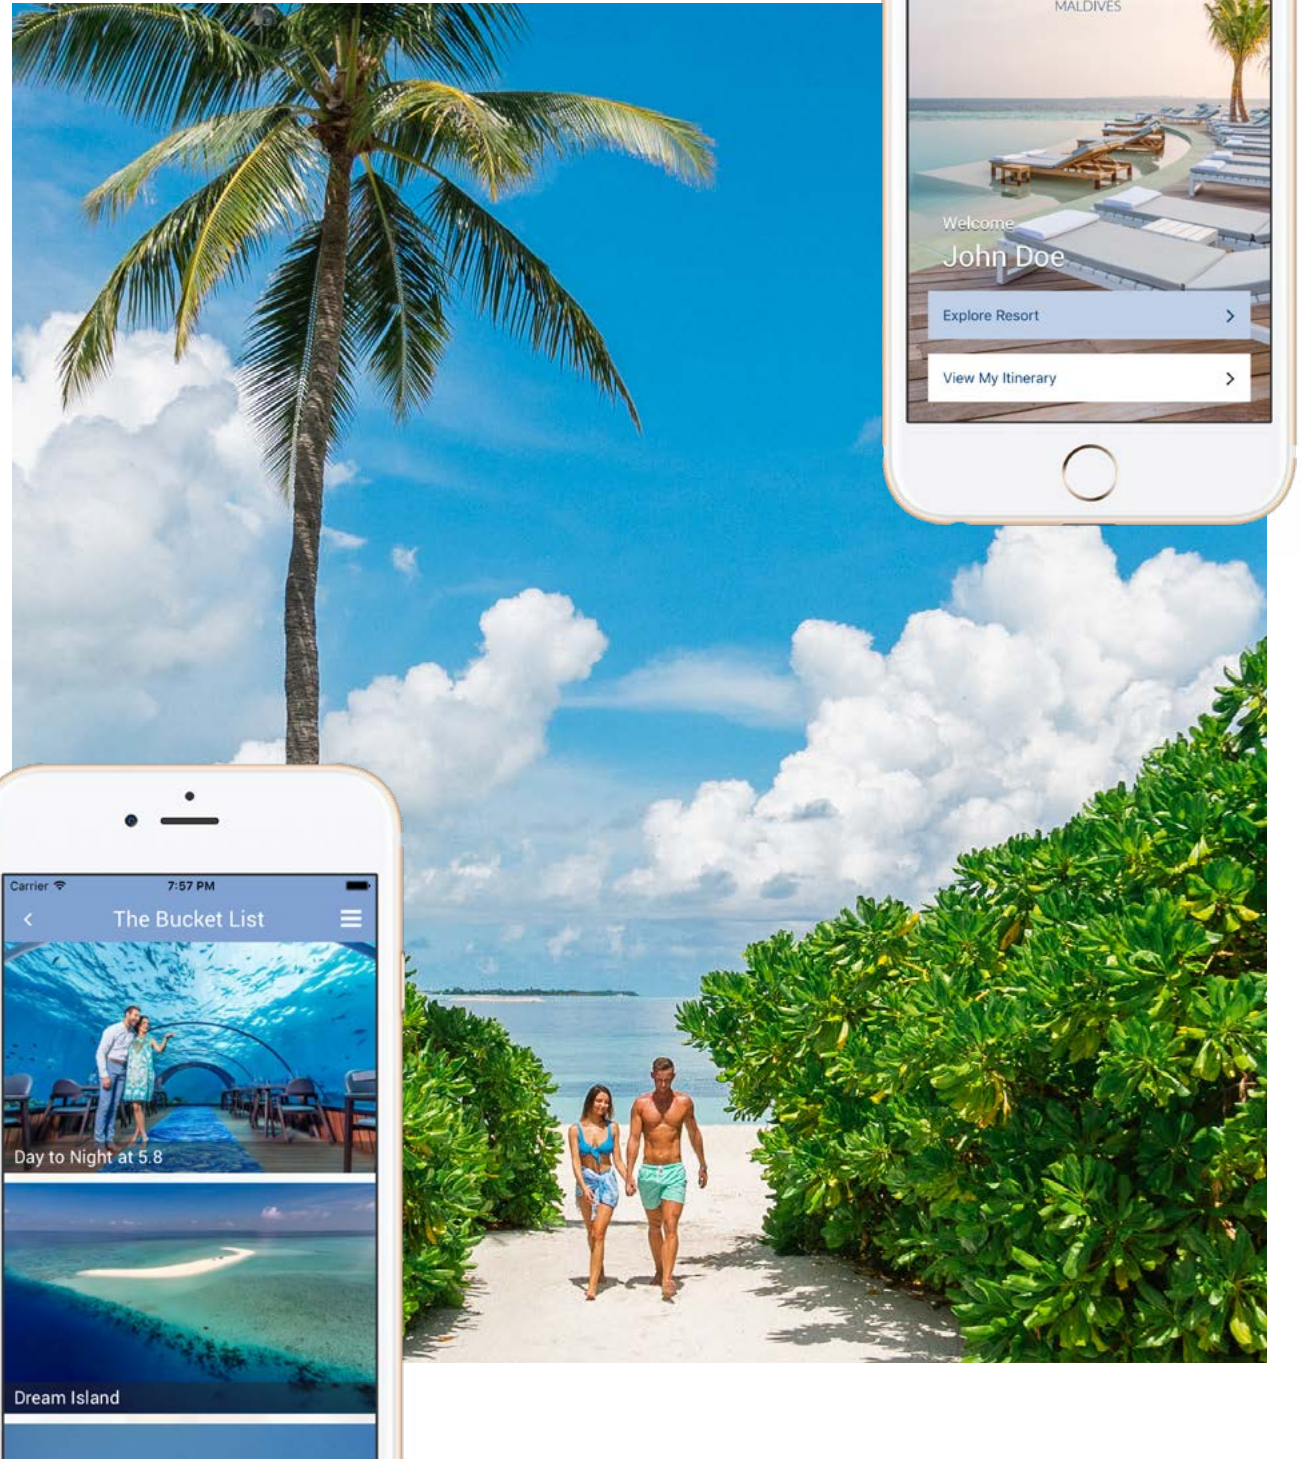 MALDIVES
Welcome
John Doe
Explore Resort
View My Itinerary
Carrier 7:57 PM
The Bucket List
Day to Night at 5.8
Dream Island